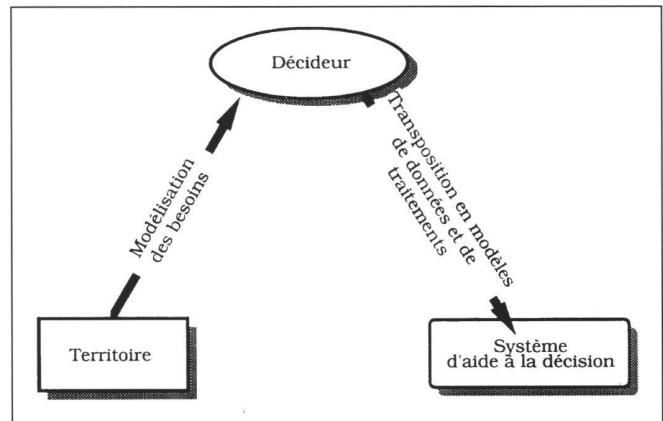 Décideur
Modélisation
des besoins
Transposition en modèles
de données et de
traitements
Territoire
Système
d'aide à la décision